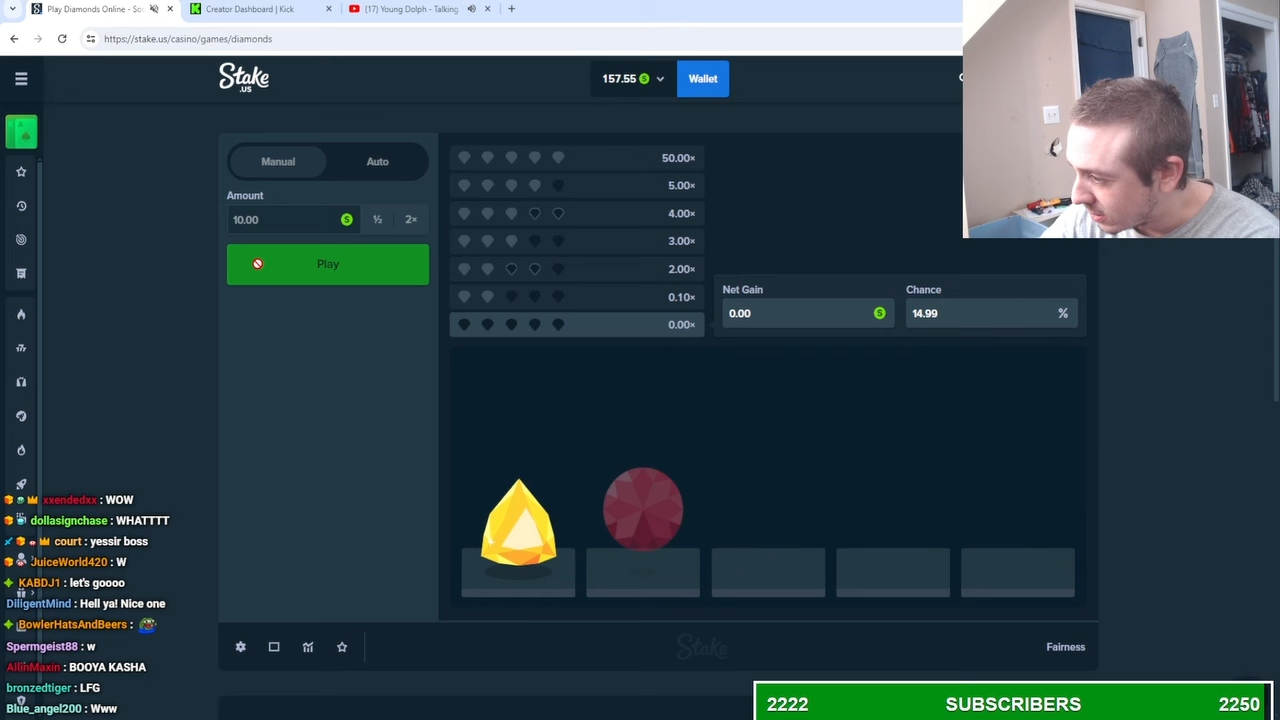 Play Diamonds Online - Soc
Creator Dashboard | Kick
(17) Young Dolph - Talking
https://stake.us/casino/games/diamonds
Stake
.US
157.55
Wallet
Manual
Auto
Amount
10.00
½
2×
Play
50.00×
5.00×
4.00×
3.00×
2.00×
0.10×
0.00×
Net Gain
Chance
0.00
14.99
%
Stake
Fairness
xxendedxx : WOW
dollasignchase : WHATTTT
court : yessir boss
JuiceWorld420 : W
KABDJ1 : let's goooo
DiligentMind : Hell ya! Nice one
BowlerHatsAndBeers :
Spermgeist88 : w
AllinMaxin : BOOYA KASHA
bronzedtiger : LFG
Blue_angel200 : Www
2222
SUBSCRIBERS
2250